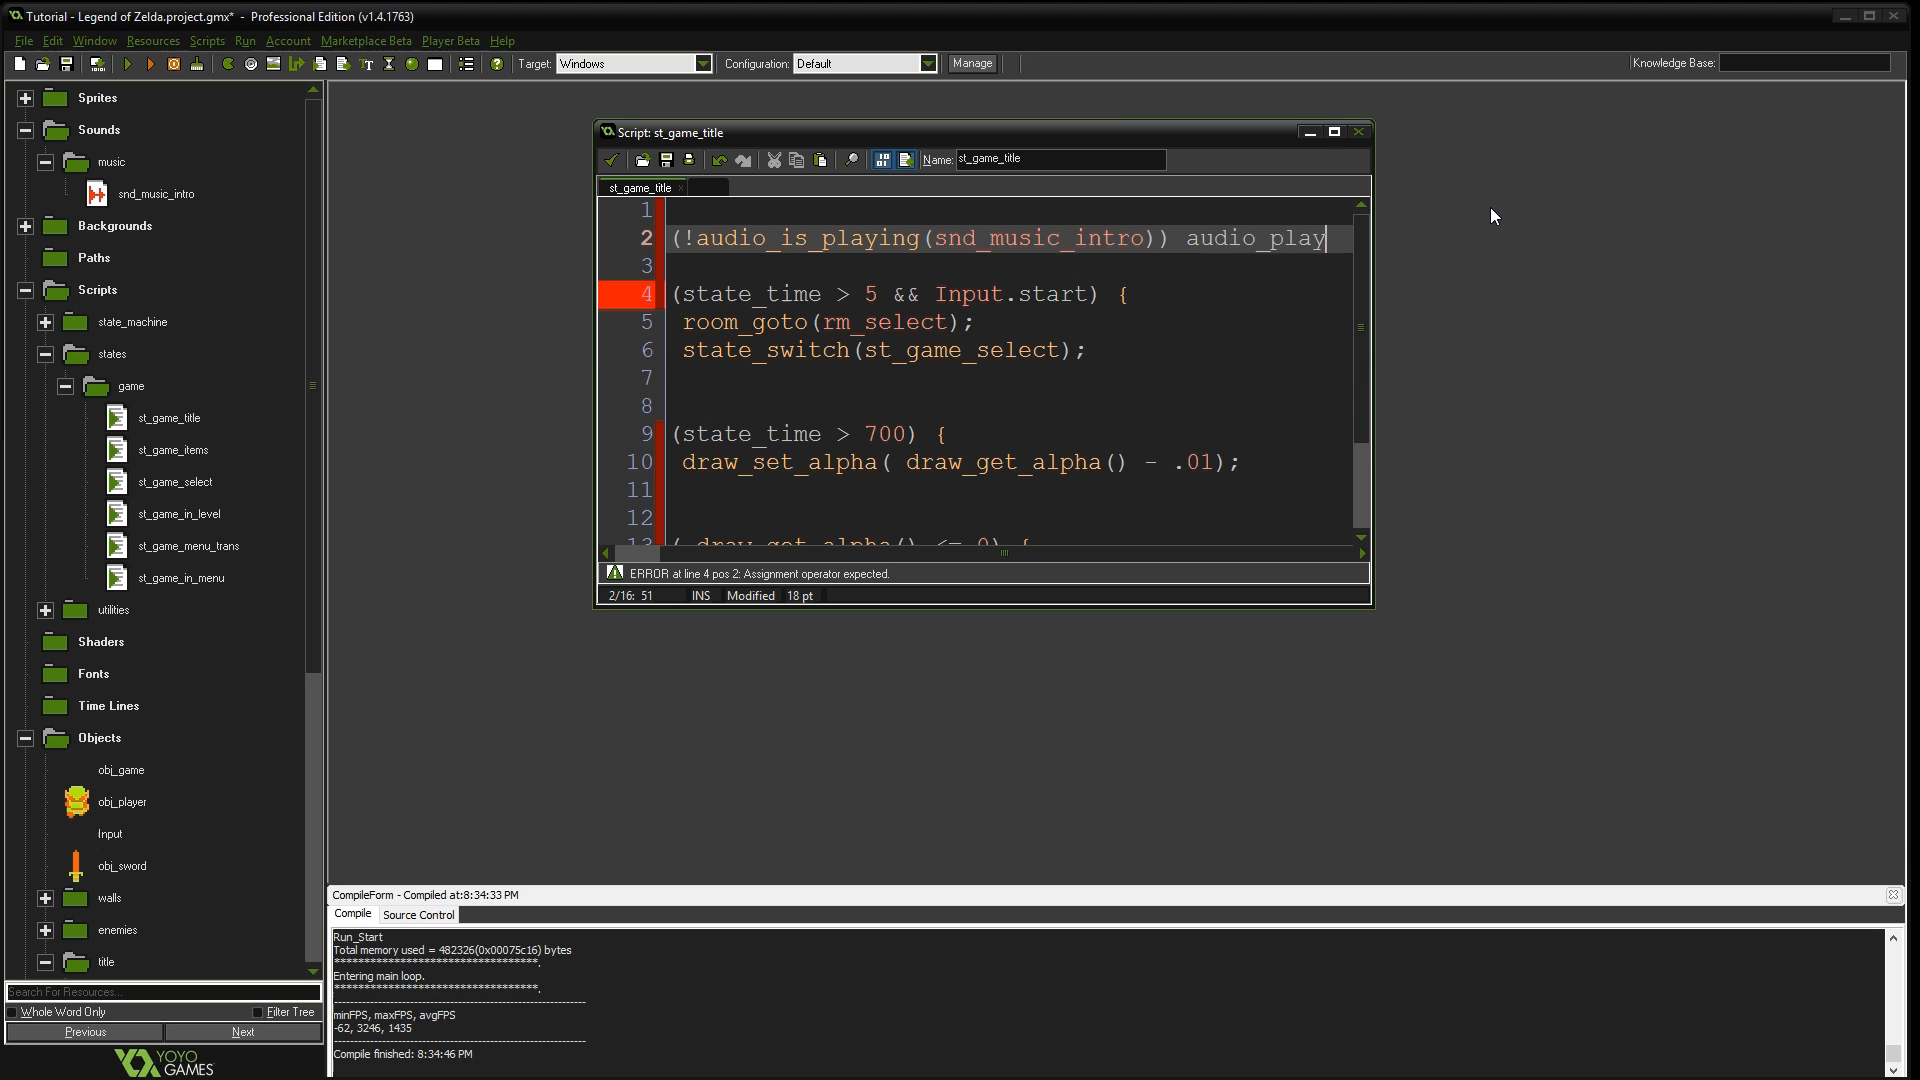 Tutorial - Legend of Zelda.project.gmx* - Professional Edition (v1.4.1763)
File Edit Window Resources Scripts Run Account Marketplace Beta Player Beta Help
Target: Windows Configuration: Default Manage Knowledge Base:
Sprites
Sounds
music
snd_music_intro
Backgrounds
Paths
Scripts
state_machine
states
game
st_game_title
st_game_items
st_game_select
st_game_in_level
st_game_menu_trans
st_game_in_menu
utilities
Shaders
Fonts
Time Lines
Objects
obj_game
obj_player
Input
obj_sword
walls
enemies
title
Search For Resources...
Whole Word Only Filter Tree
Previous Next
YOYO
GAMES
Script: st_game_title
Name: st_game_title
st_game_title
1
2 (!audio_is_playing(snd_music_intro)) audio_play
3
4 (state_time > 5 && Input.start) {
5 room_goto(rm_select);
6 state_switch(st_game_select);
7
8
9 (state_time > 700) {
10 draw_set_alpha( draw_get_alpha() - .01);
11
12
13 ( draw_get_alpha() <= 0) {
ERROR at line 4 pos 2: Assignment operator expected.
2/16: 51 INS Modified 18 pt
CompileForm - Compiled at:8:34:33 PM
Compile Source Control
Run_Start
Total memory used = 482326(0x00075c16) bytes
***********************************.
Entering main loop.
***********************************.
minFPS, maxFPS, avgFPS
-62, 3246, 1435
Compile finished: 8:34:46 PM